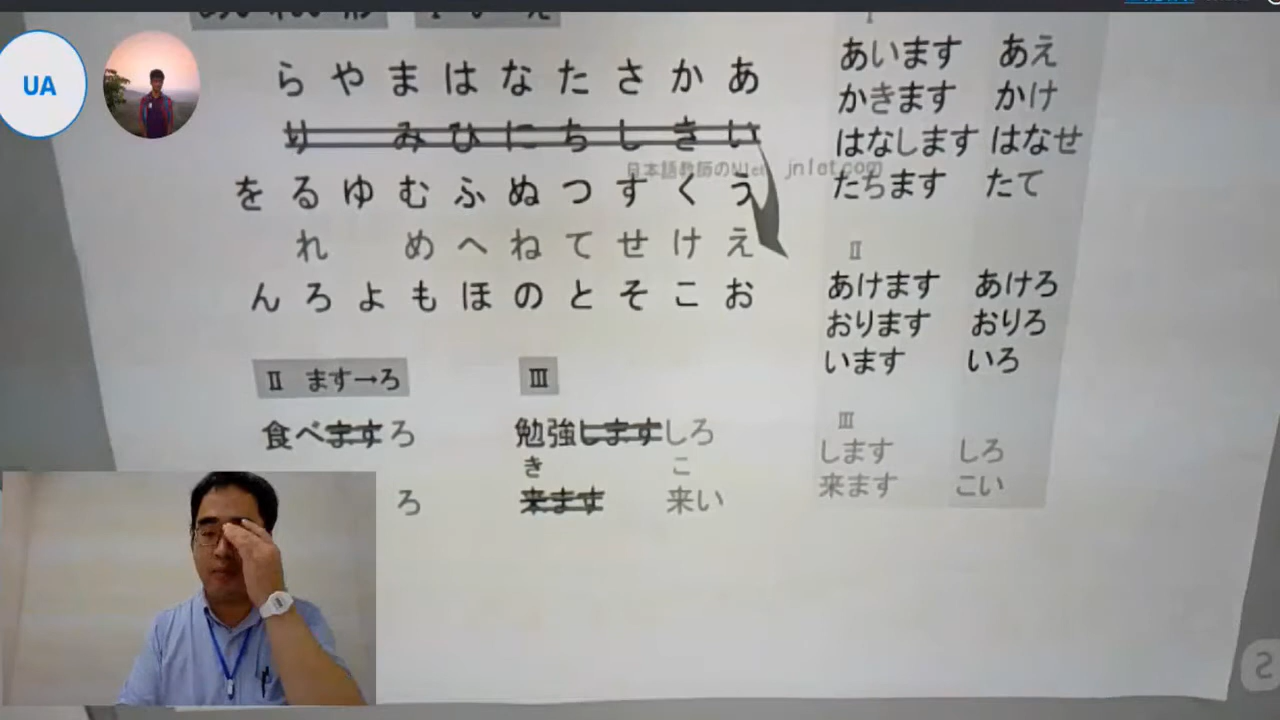 UA
らやまはなたさかあ
り みひにちしきい
日本語教師のN1et jn1et.com
をるゆむふぬつすくう
れ めへねてせけえ
んろよもほのとそこお
Ⅱ ます→ろ
食べますろ
ろ
Ⅲ
勉強しますしろ
き こ
来ます 来い
Ⅰ
あいます あえ
かきます かけ
はなします はなせ
たちます たて
Ⅱ
あけます あけろ
おります おりろ
います いろ
Ⅲ
します しろ
来ます こい
S